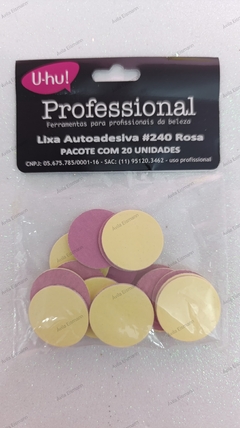 U-hu!
Professional
Ferramentas para profissionais da beleza
Lixa Autoadesiva #240 Rosa
PACOTE COM 20 UNIDADES
CNPJ: 05.675.785/0001-16 - SAC: (11) 95120.3462 - uso profissional